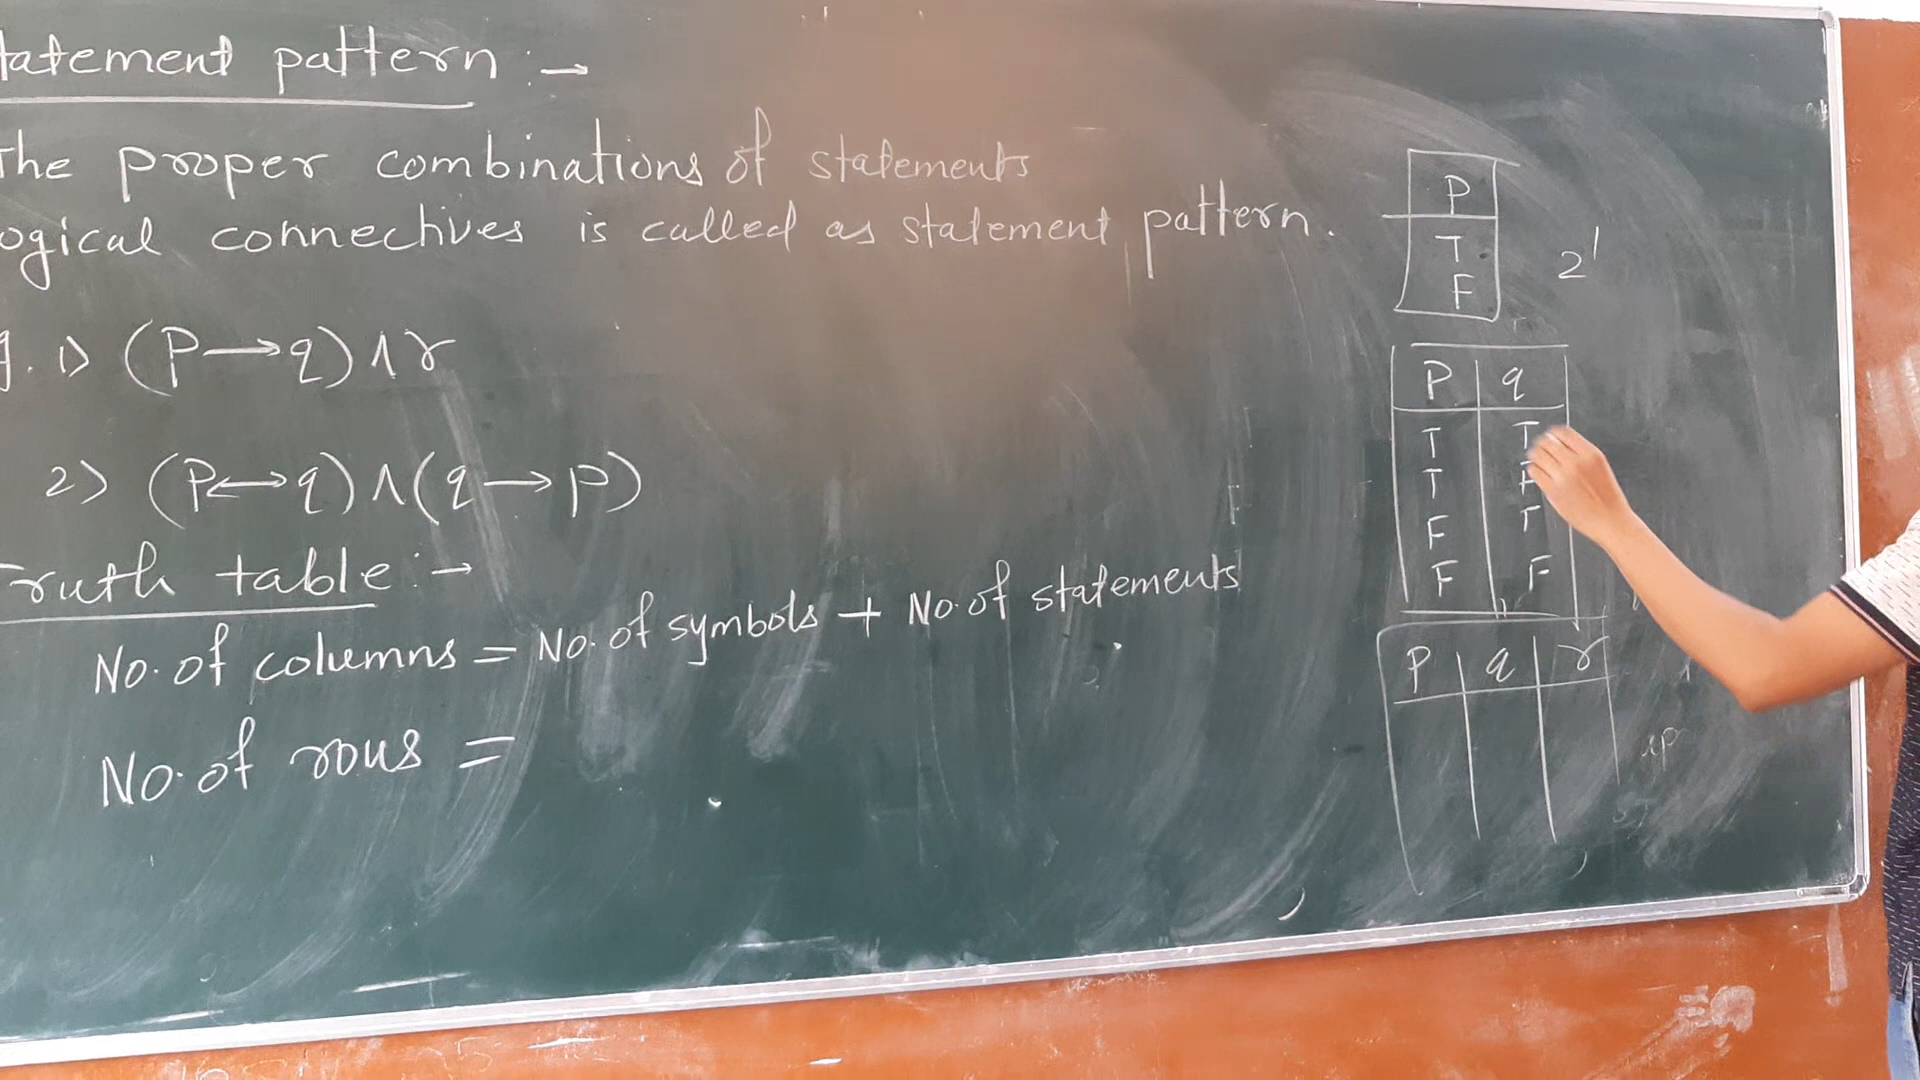 tatement pattern :→
The proper combinations of statements
ogical connectives is called as statement pattern.
g. 1) (P→q)∧r
2) (P↔q)∧(q→p)
Truth table :→
No. of columns = No. of symbols + No. of statements
No. of rows =
P
T
F
2¹
P q
T T
T F
F T
F F
P q r